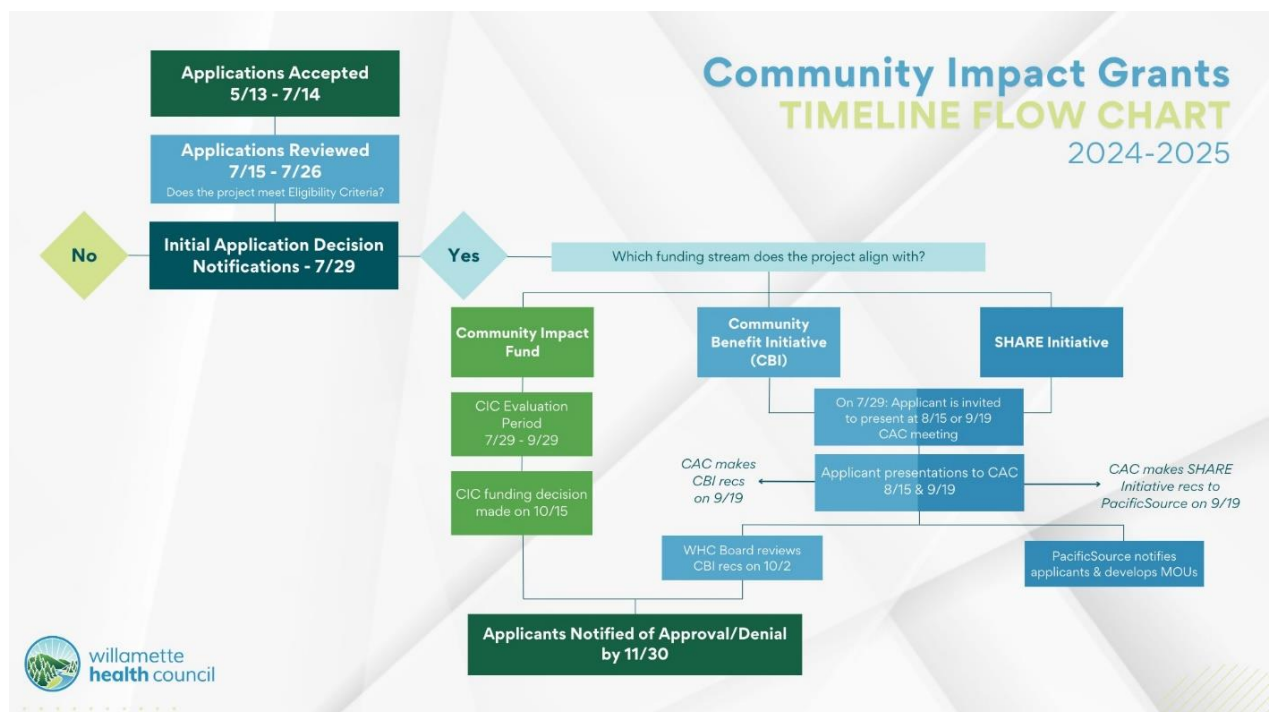 Community Impact Grants
TIMELINE FLOW CHART
2024-2025
Applications Accepted
5/13 - 7/14
Applications Reviewed
7/15 - 7/26
Does the project meet Eligibility Criteria?
No
Initial Application Decision
Notifications - 7/29
Yes
Which funding stream does the project align with?
Community Impact
Fund
Community
Benefit Initiative
(CBI)
SHARE Initiative
CIC Evaluation
Period
7/29 - 9/29
On 7/29: Applicant is invited
to present at 8/15 or 9/19
CAC meeting
CAC makes
CBI recs
on 9/19
Applicant presentations to CAC
8/15 & 9/19
CAC makes SHARE
Initiative recs to
PacificSource on 9/19
CIC funding decision
made on 10/15
WHC Board reviews
CBI recs on 10/2
PacificSource notifies
applicants & develops MOUs
Applicants Notified of Approval/Denial
by 11/30
willamette
health council